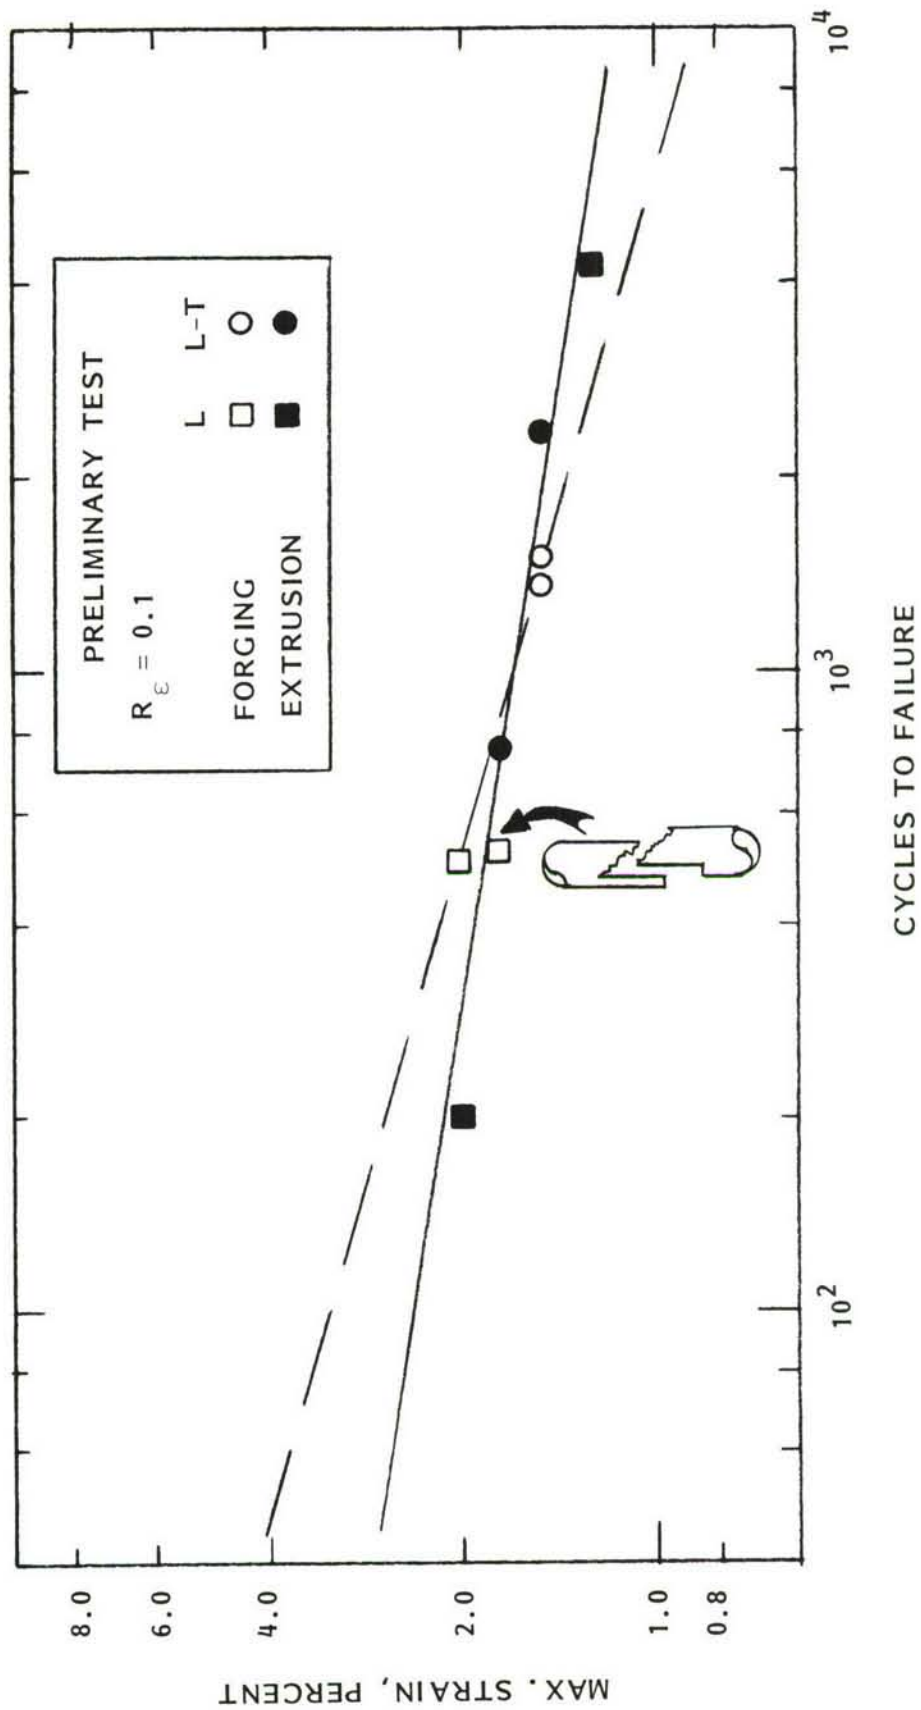 PRELIMINARY TEST
R ε = 0.1
L L-T
FORGING
EXTRUSION
8.0
6.0
4.0
2.0
1.0
0.8
MAX. STRAIN, PERCENT
10²
10³
10⁴
CYCLES TO FAILURE